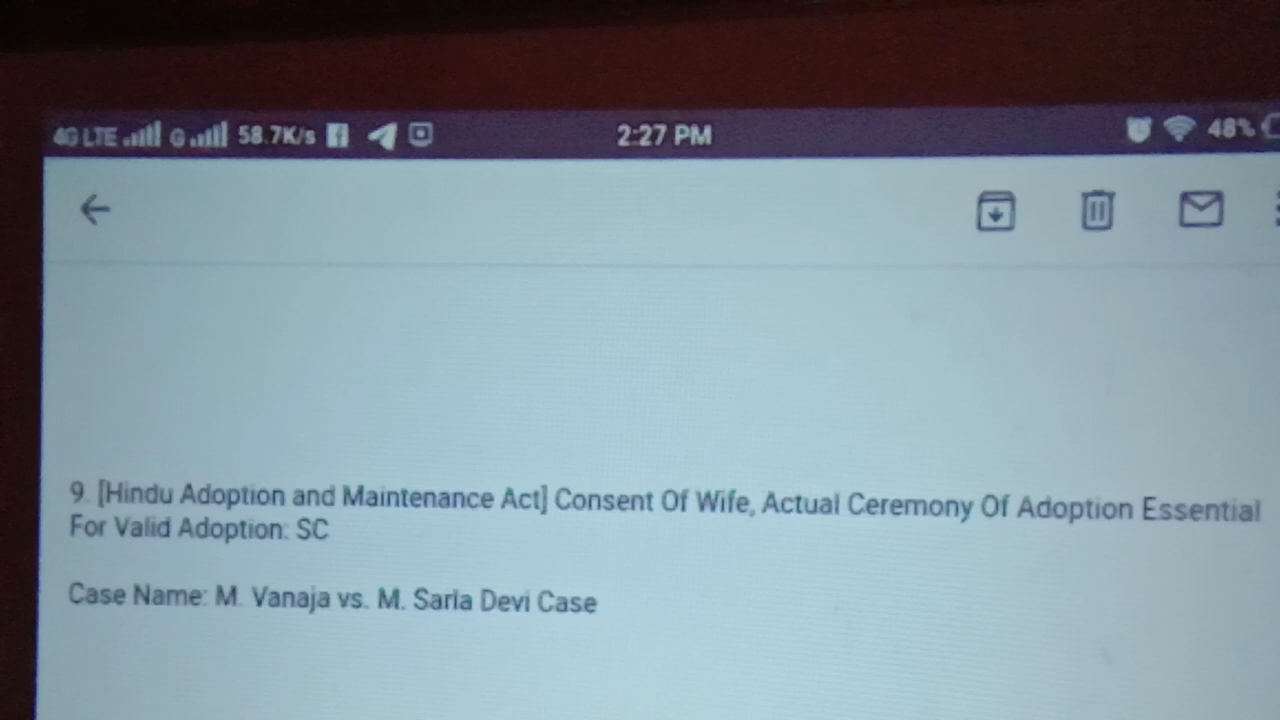 4G LTE G 58.7K/s 2:27 PM 48%
9. [Hindu Adoption and Maintenance Act] Consent Of Wife, Actual Ceremony Of Adoption Essential
For Valid Adoption: SC
Case Name: M. Vanaja vs. M. Sarla Devi Case